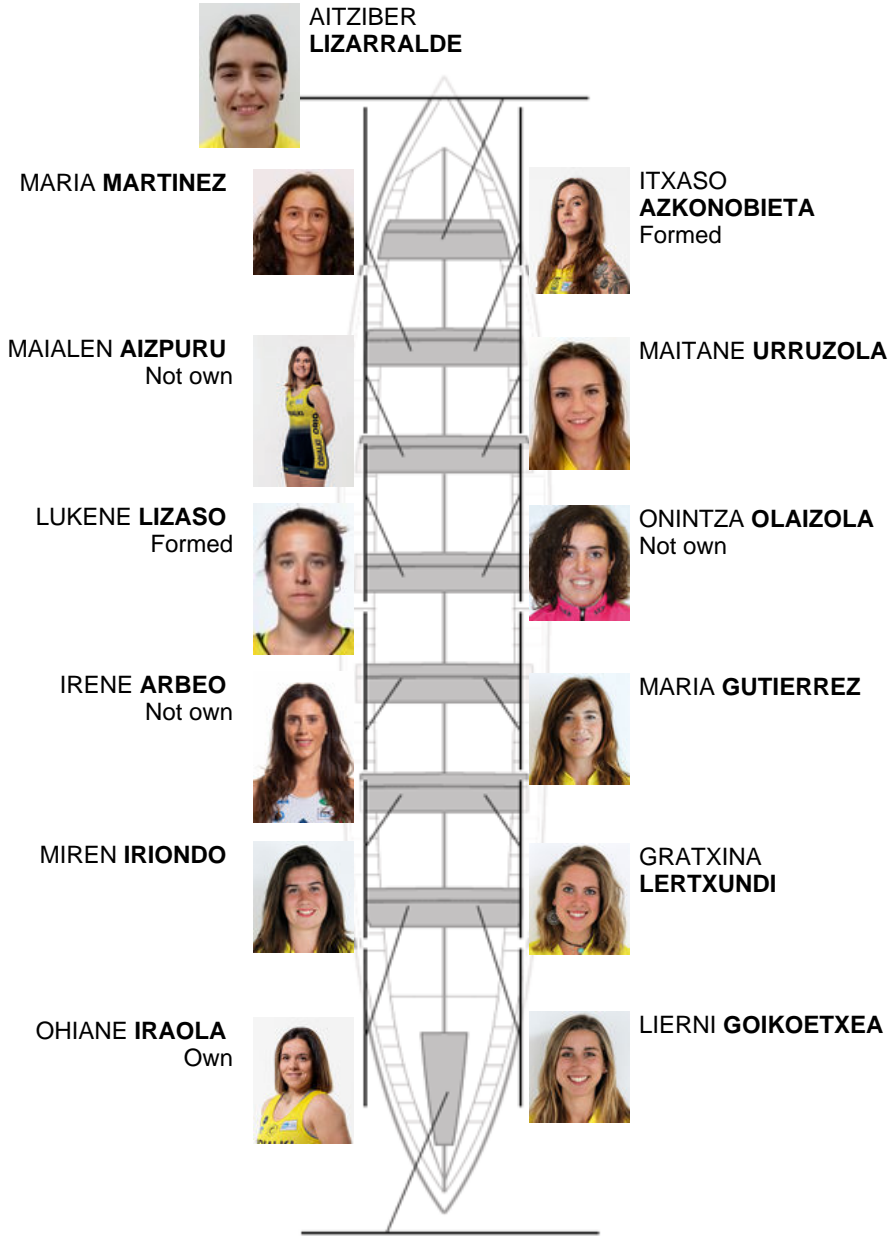 AITZIBER
LIZARRALDE
MARIA MARTINEZ
ITXASO
AZKONOBIETA
Formed
MAIALEN AIZPURU
Not own
MAITANE URRUZOLA
LUKENE LIZASO
Formed
ONINTZA OLAIZOLA
Not own
IRENE ARBEO
Not own
MARIA GUTIERREZ
MIREN IRIONDO
GRATXINA
LERTXUNDI
OHIANE IRAOLA
Own
LIERNI GOIKOETXEA